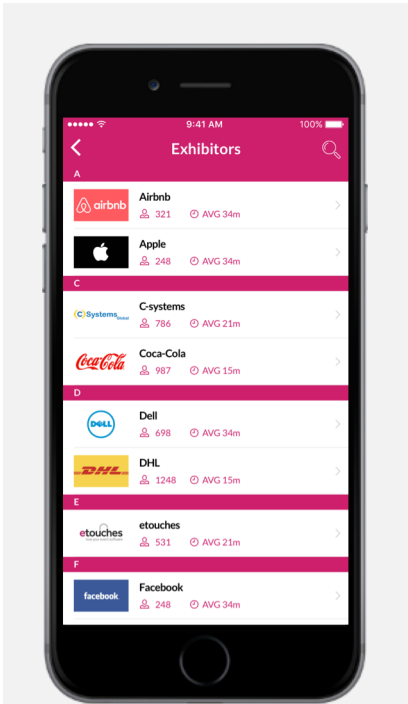 9:41 AM
100%
Exhibitors
A
airbnb
Airbnb
321 AVG 34m
Apple
248 AVG 34m
C
C Systems Global
C-systems
786 AVG 21m
Coca-Cola
Coca-Cola
987 AVG 15m
D
DELL
Dell
698 AVG 34m
DHL
DHL
1248 AVG 15m
E
etouches
etouches
531 AVG 21m
F
facebook
Facebook
248 AVG 34m